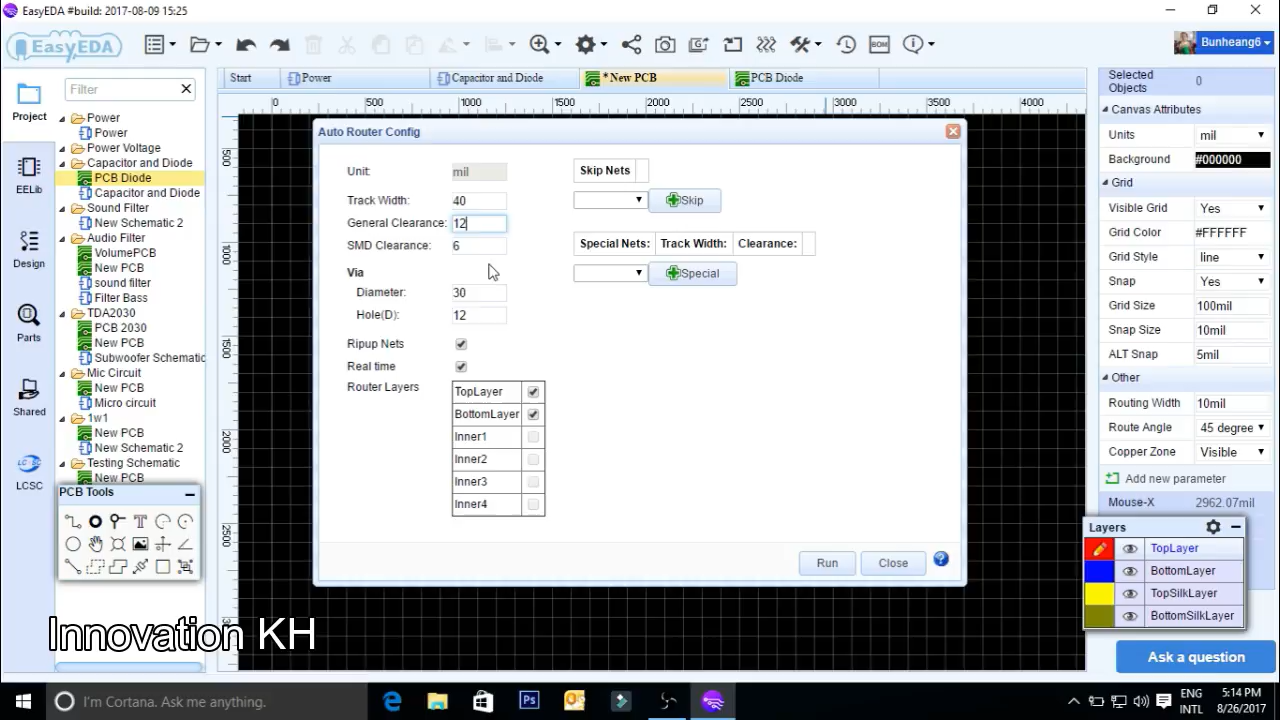 EasyEDA #build: 2017-08-09 15:25
EasyEDA
BOM
Bunheang6
Start
Power
Capacitor and Diode
* New PCB
PCB Diode
Filter
Project
EELib
Design
Parts
Shared
LCSC
Power
Power
Power Voltage
Capacitor and Diode
PCB Diode
Capacitor and Diode
Sound Filter
New Schematic 2
Audio Filter
VolumePCB
New PCB
sound filter
Filter Bass
TDA2030
PCB 2030
New PCB
Subwoofer Schematic
Mic Circuit
New PCB
Micro circuit
1w1
New PCB
New Schematic 2
Testing Schematic
New PCB
PCB Tools
0 500 1000 1500 2000 2500 3000 3500 4000
500
1000
1500
2000
2500
Auto Router Config
Unit: mil
Track Width: 40
General Clearance: 12
SMD Clearance: 6
Via
Diameter: 30
Hole(D): 12
Ripup Nets
Real time
Router Layers
TopLayer
BottomLayer
Inner1
Inner2
Inner3
Inner4
Skip Nets
Skip
Special Nets: Track Width: Clearance:
Special
Run
Close
Selected Objects 0
Canvas Attributes
Units mil
Background #000000
Grid
Visible Grid Yes
Grid Color #FFFFFF
Grid Style line
Snap Yes
Grid Size 100mil
Snap Size 10mil
ALT Snap 5mil
Other
Routing Width 10mil
Route Angle 45 degree
Copper Zone Visible
Add new parameter
Mouse-X 2962.07mil
Layers
TopLayer
BottomLayer
TopSilkLayer
BottomSilkLayer
Ask a question
Innovation KH
I'm Cortana. Ask me anything.
Ps
ENG
INTL
5:14 PM
8/26/2017